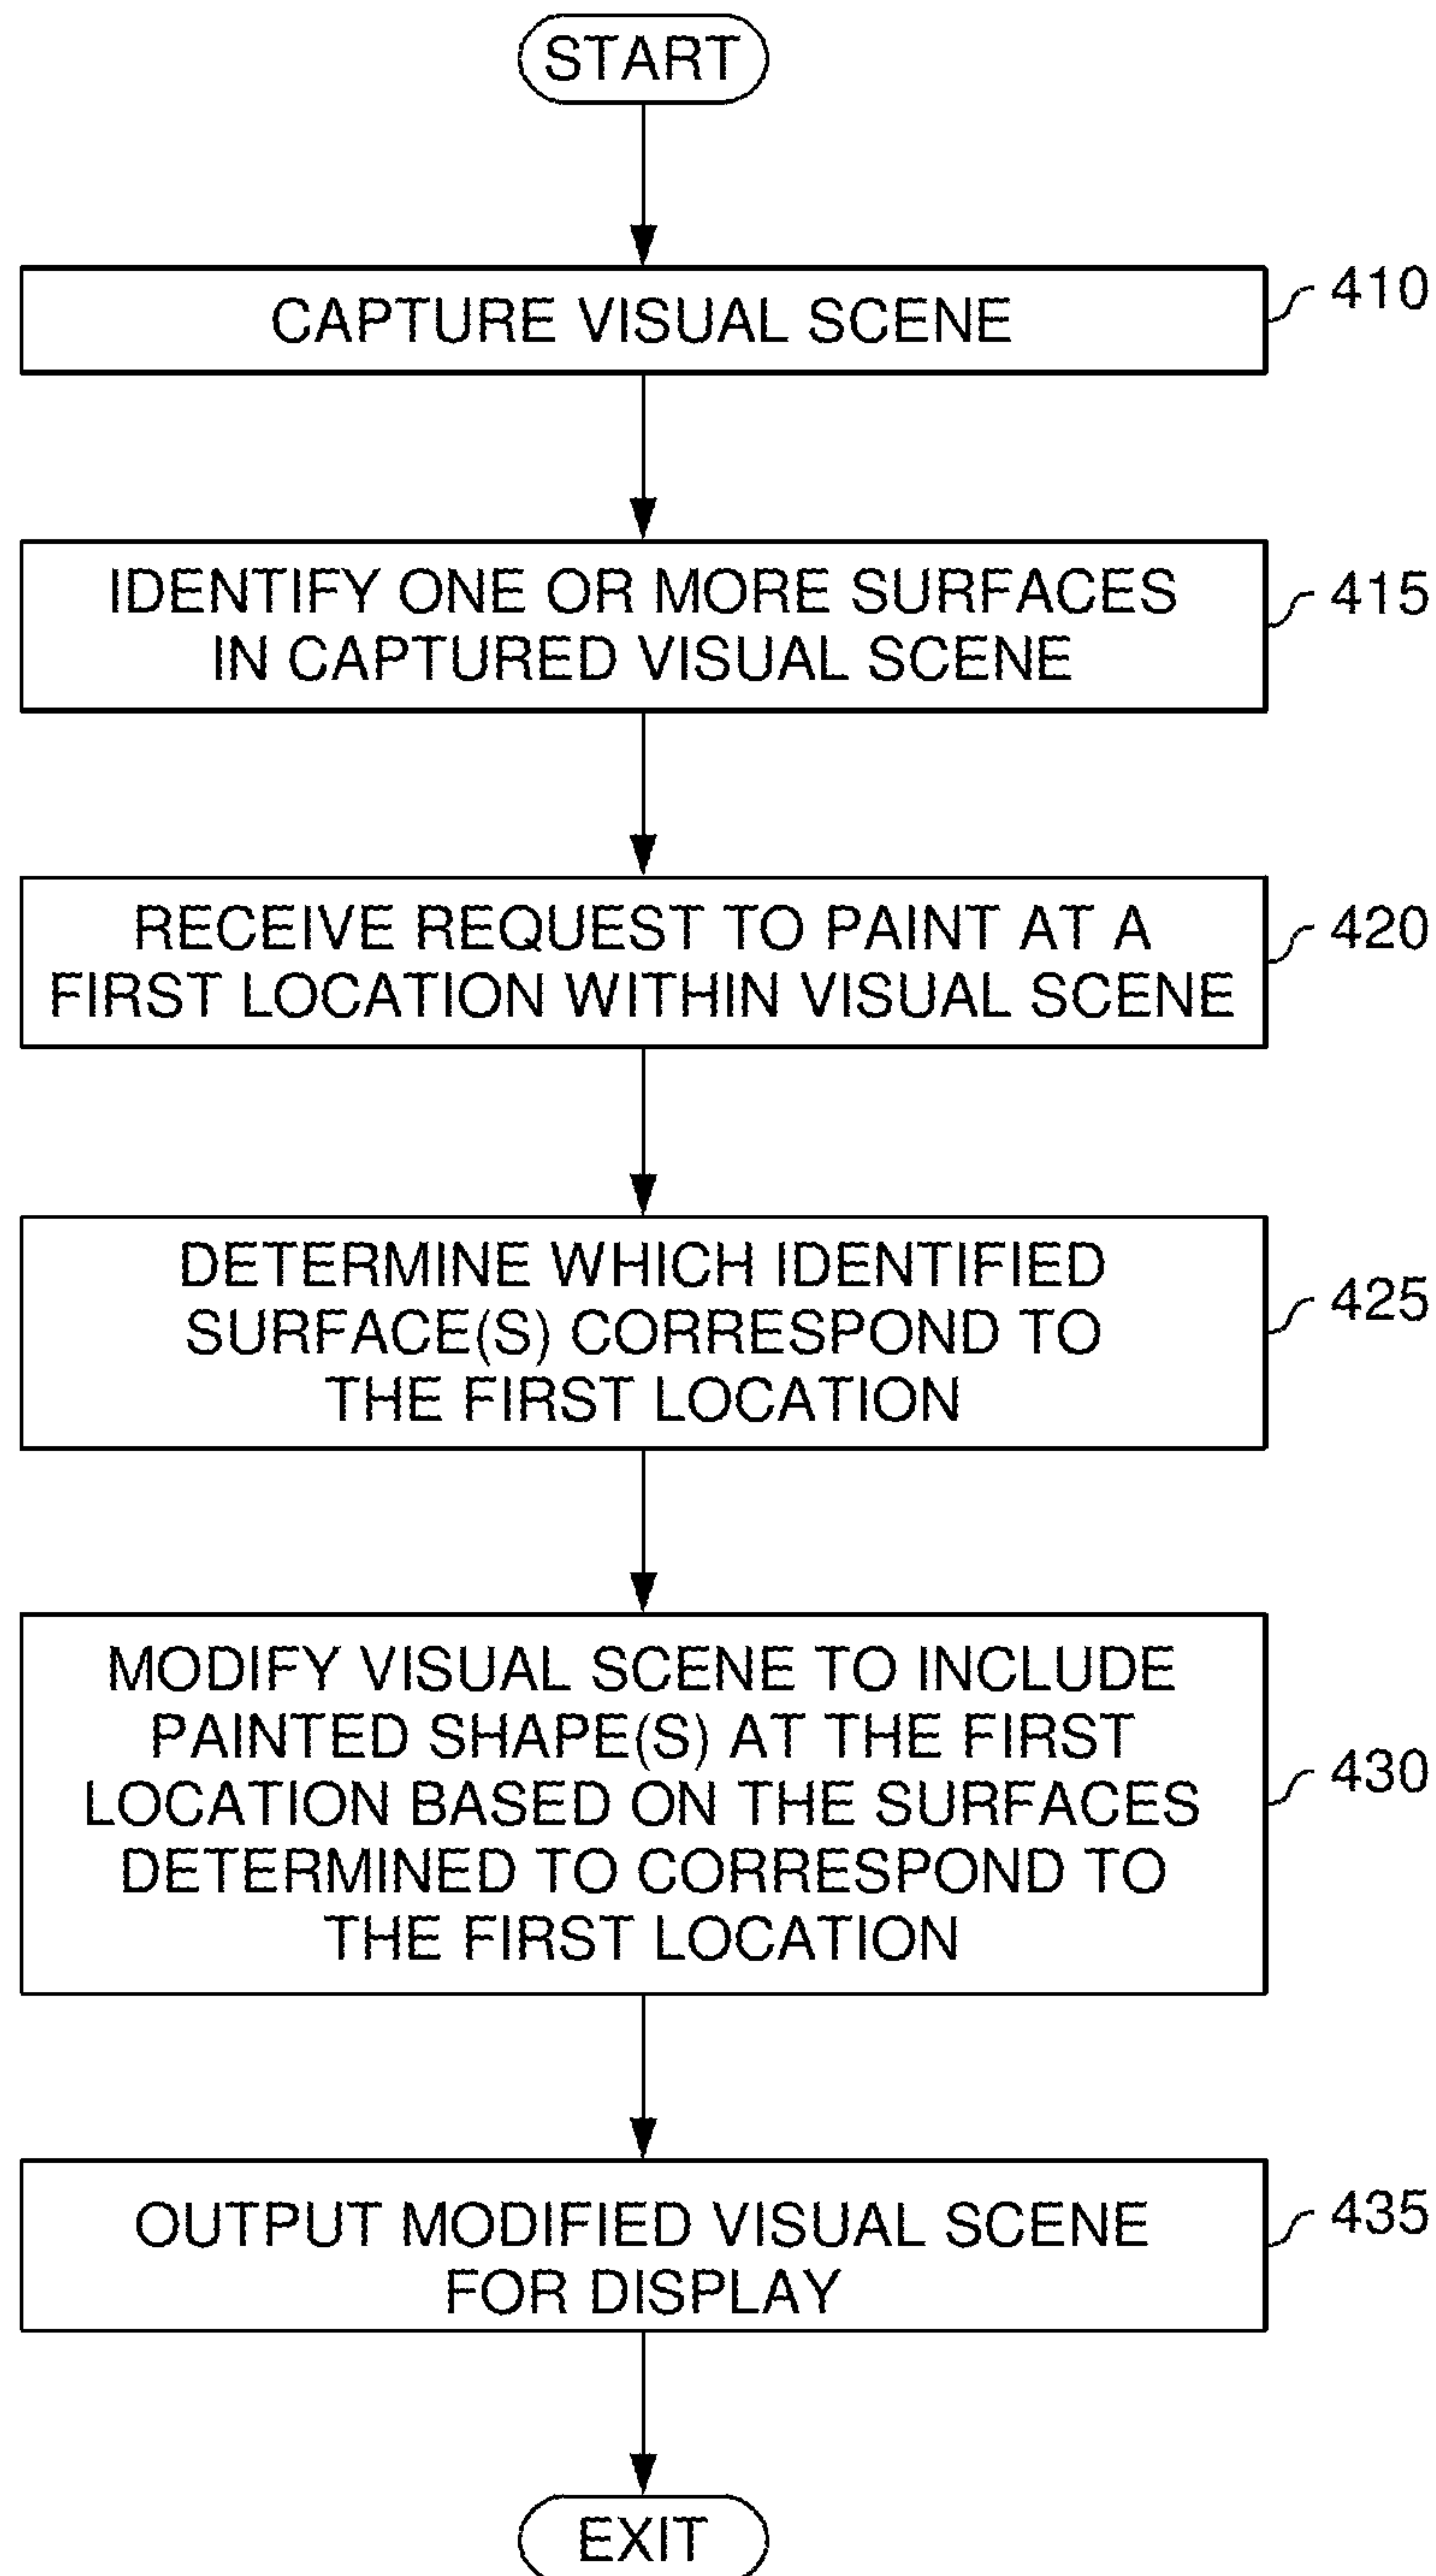 START
CAPTURE VISUAL SCENE
410
IDENTIFY ONE OR MORE SURFACES
IN CAPTURED VISUAL SCENE
415
RECEIVE REQUEST TO PAINT AT A
FIRST LOCATION WITHIN VISUAL SCENE
420
DETERMINE WHICH IDENTIFIED
SURFACE(S) CORRESPOND TO
THE FIRST LOCATION
425
MODIFY VISUAL SCENE TO INCLUDE
PAINTED SHAPE(S) AT THE FIRST
LOCATION BASED ON THE SURFACES
DETERMINED TO CORRESPOND TO
THE FIRST LOCATION
430
OUTPUT MODIFIED VISUAL SCENE
FOR DISPLAY
435
EXIT